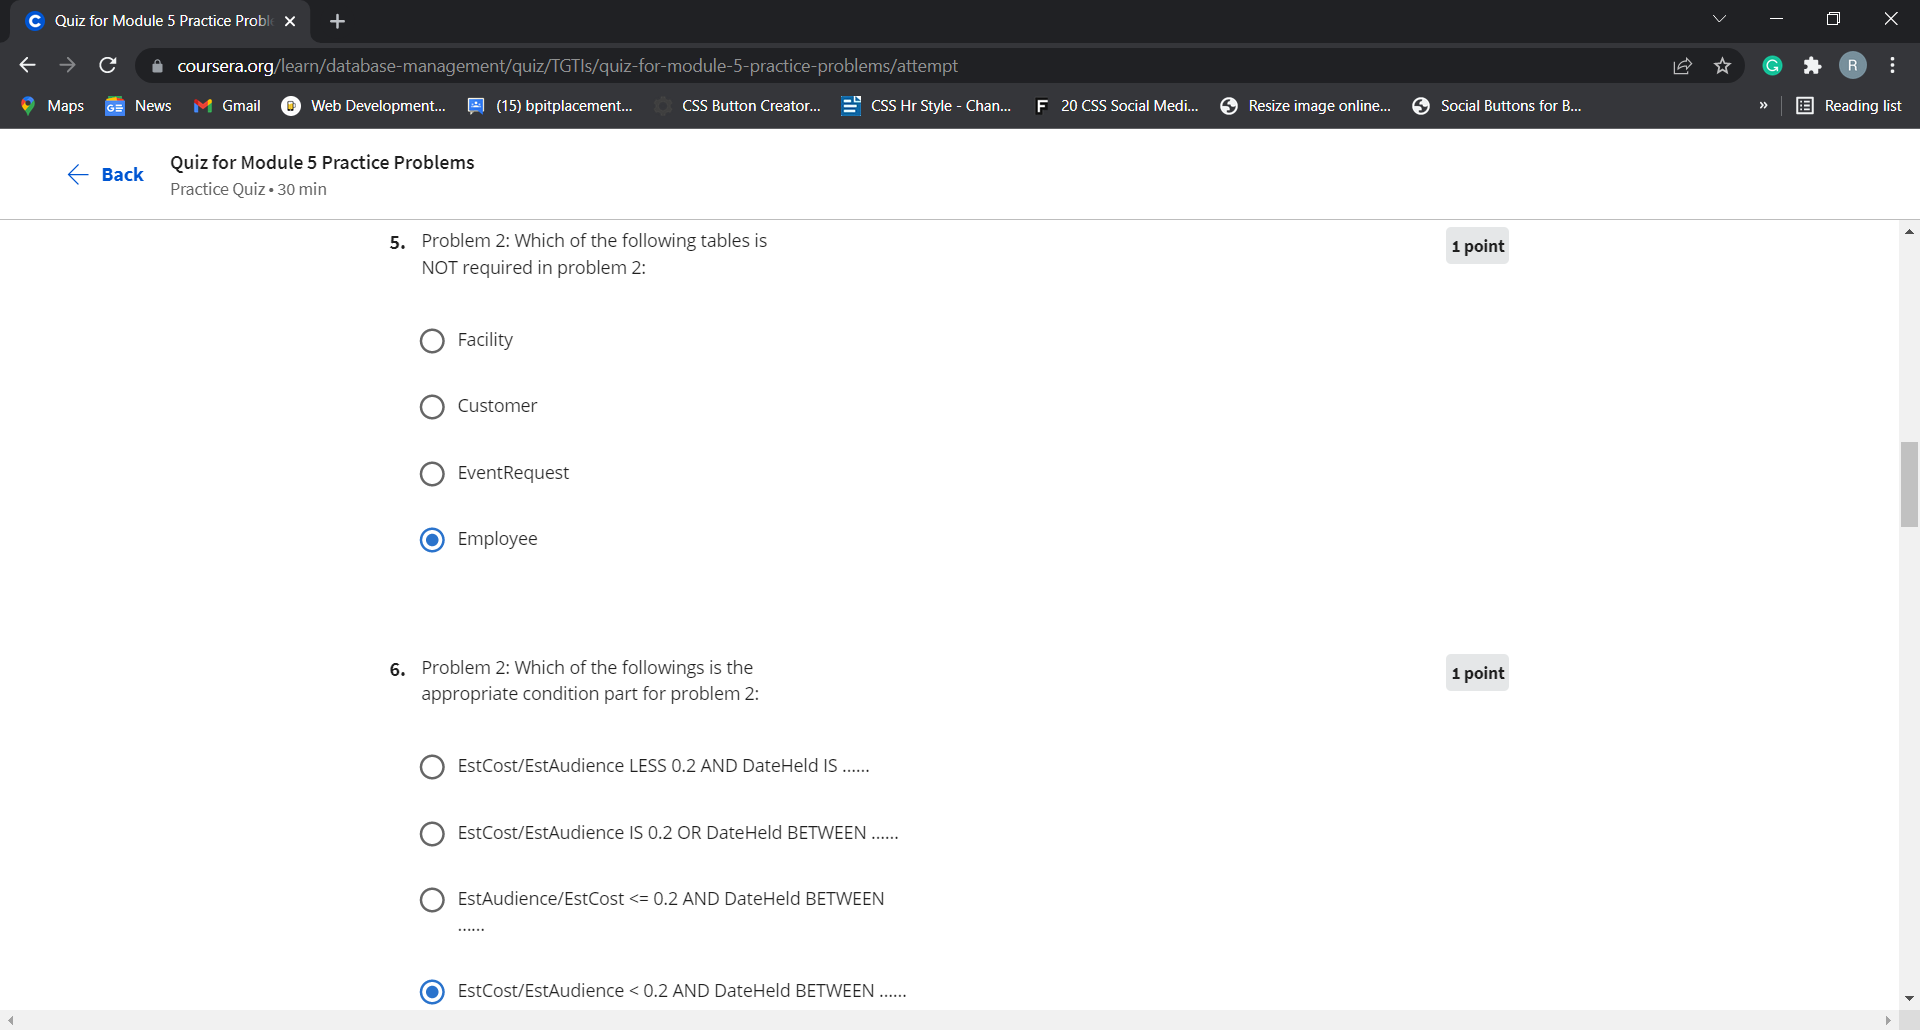 Quiz for Module 5 Practice Proble
coursera.org/learn/database-management/quiz/TGTIs/quiz-for-module-5-practice-problems/attempt
G
R
Maps
News
Gmail
Web Development...
(15) bpitplacement...
CSS Button Creator...
CSS Hr Style - Chan...
20 CSS Social Medi...
Resize image online...
Social Buttons for B...
»
Reading list
Back
Quiz for Module 5 Practice Problems
Practice Quiz • 30 min
5. Problem 2: Which of the following tables is
NOT required in problem 2:
1 point
Facility
Customer
EventRequest
Employee
6. Problem 2: Which of the followings is the
appropriate condition part for problem 2:
1 point
EstCost/EstAudience LESS 0.2 AND DateHeld IS ......
EstCost/EstAudience IS 0.2 OR DateHeld BETWEEN ......
EstAudience/EstCost <= 0.2 AND DateHeld BETWEEN
......
EstCost/EstAudience < 0.2 AND DateHeld BETWEEN ......